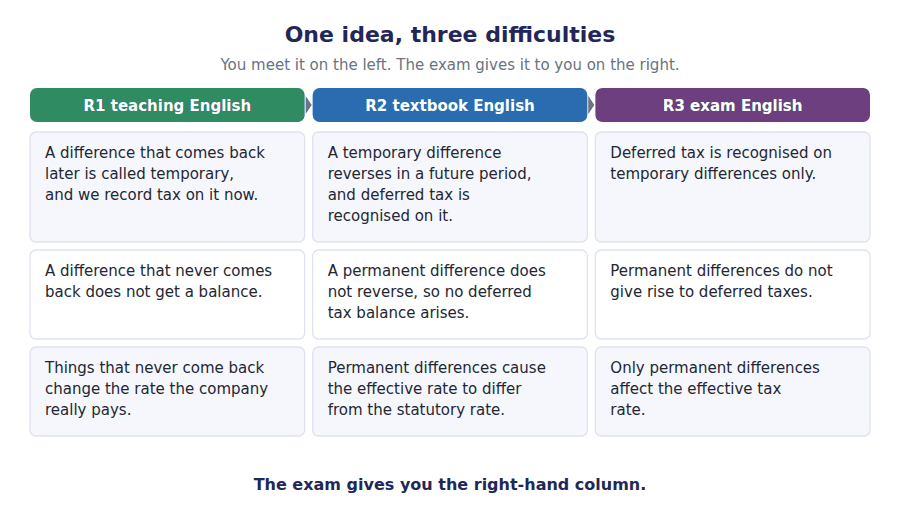 One idea, three difficulties
You meet it on the left. The exam gives it to you on the right.
R1 teaching English
R2 textbook English
R3 exam English
A difference that comes back
later is called temporary,
and we record tax on it now.
A temporary difference
reverses in a future period,
and deferred tax is
recognised on it.
Deferred tax is recognised on
temporary differences only.
A difference that never comes
back does not get a balance.
A permanent difference does
not reverse, so no deferred
tax balance arises.
Permanent differences do not
give rise to deferred taxes.
Things that never come back
change the rate the company
really pays.
Permanent differences cause
the effective rate to differ
from the statutory rate.
Only permanent differences
affect the effective tax
rate.
The exam gives you the right-hand column.